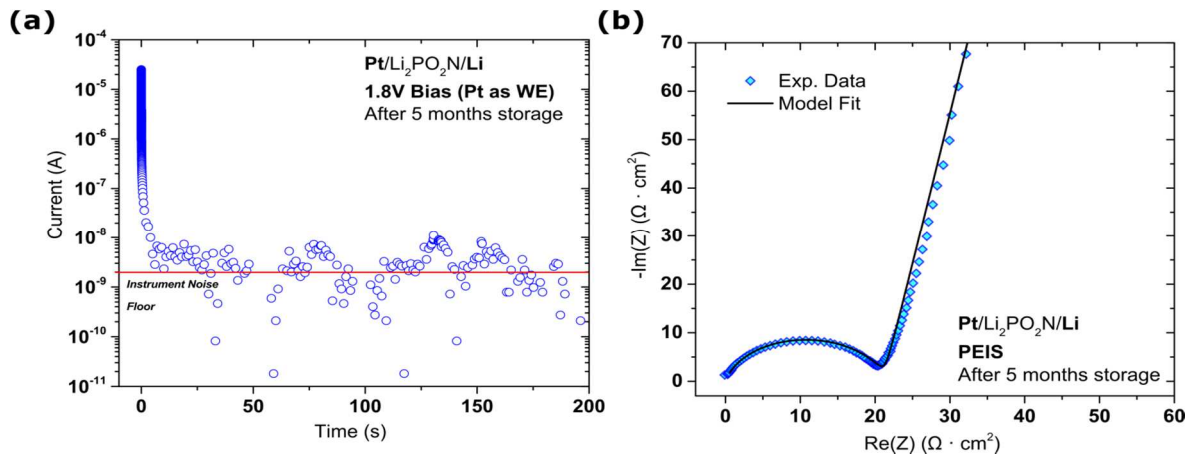 (a)
10⁻⁴
10⁻⁵
10⁻⁶
10⁻⁷
10⁻⁸
10⁻⁹
10⁻¹⁰
10⁻¹¹
Current (A)
Pt/Li₂PO₂N/Li
1.8V Bias (Pt as WE)
After 5 months storage
Instrument Noise
Floor
0 50 100 150 200
Time (s)
(b)
70
60
50
40
30
20
10
0
-Im(Z) (Ω · cm²)
Exp. Data
Model Fit
Pt/Li₂PO₂N/Li
PEIS
After 5 months storage
0 10 20 30 40 50 60
Re(Z) (Ω · cm²)